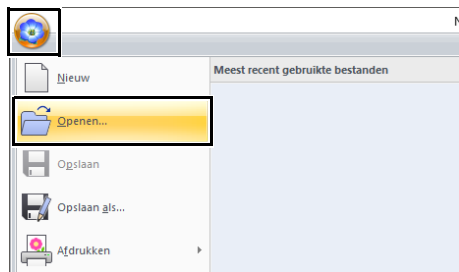 N
Nieuw
Meest recent gebruikte bestanden
Openen...
Opslaan
Opslaan als...
Afdrukken